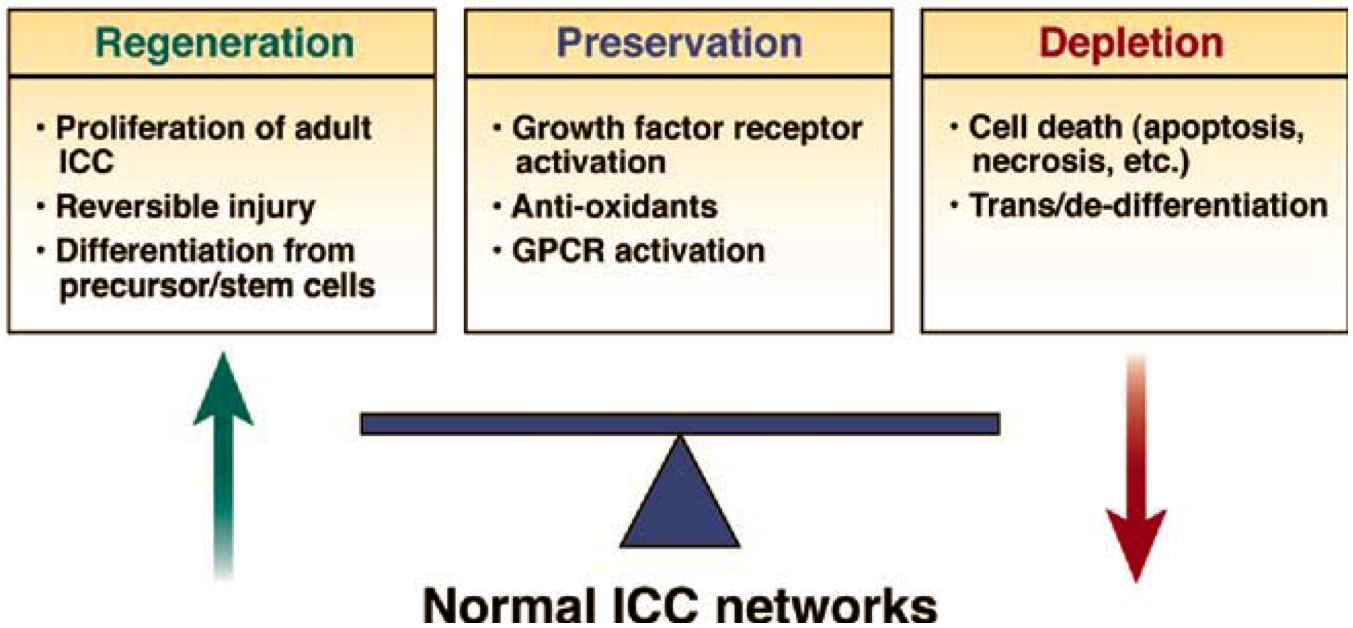 Regeneration
• Proliferation of adult
ICC
• Reversible injury
• Differentiation from
precursor/stem cells
Preservation
• Growth factor receptor
activation
• Anti-oxidants
• GPCR activation
Depletion
• Cell death (apoptosis,
necrosis, etc.)
• Trans/de-differentiation
Normal ICC networks